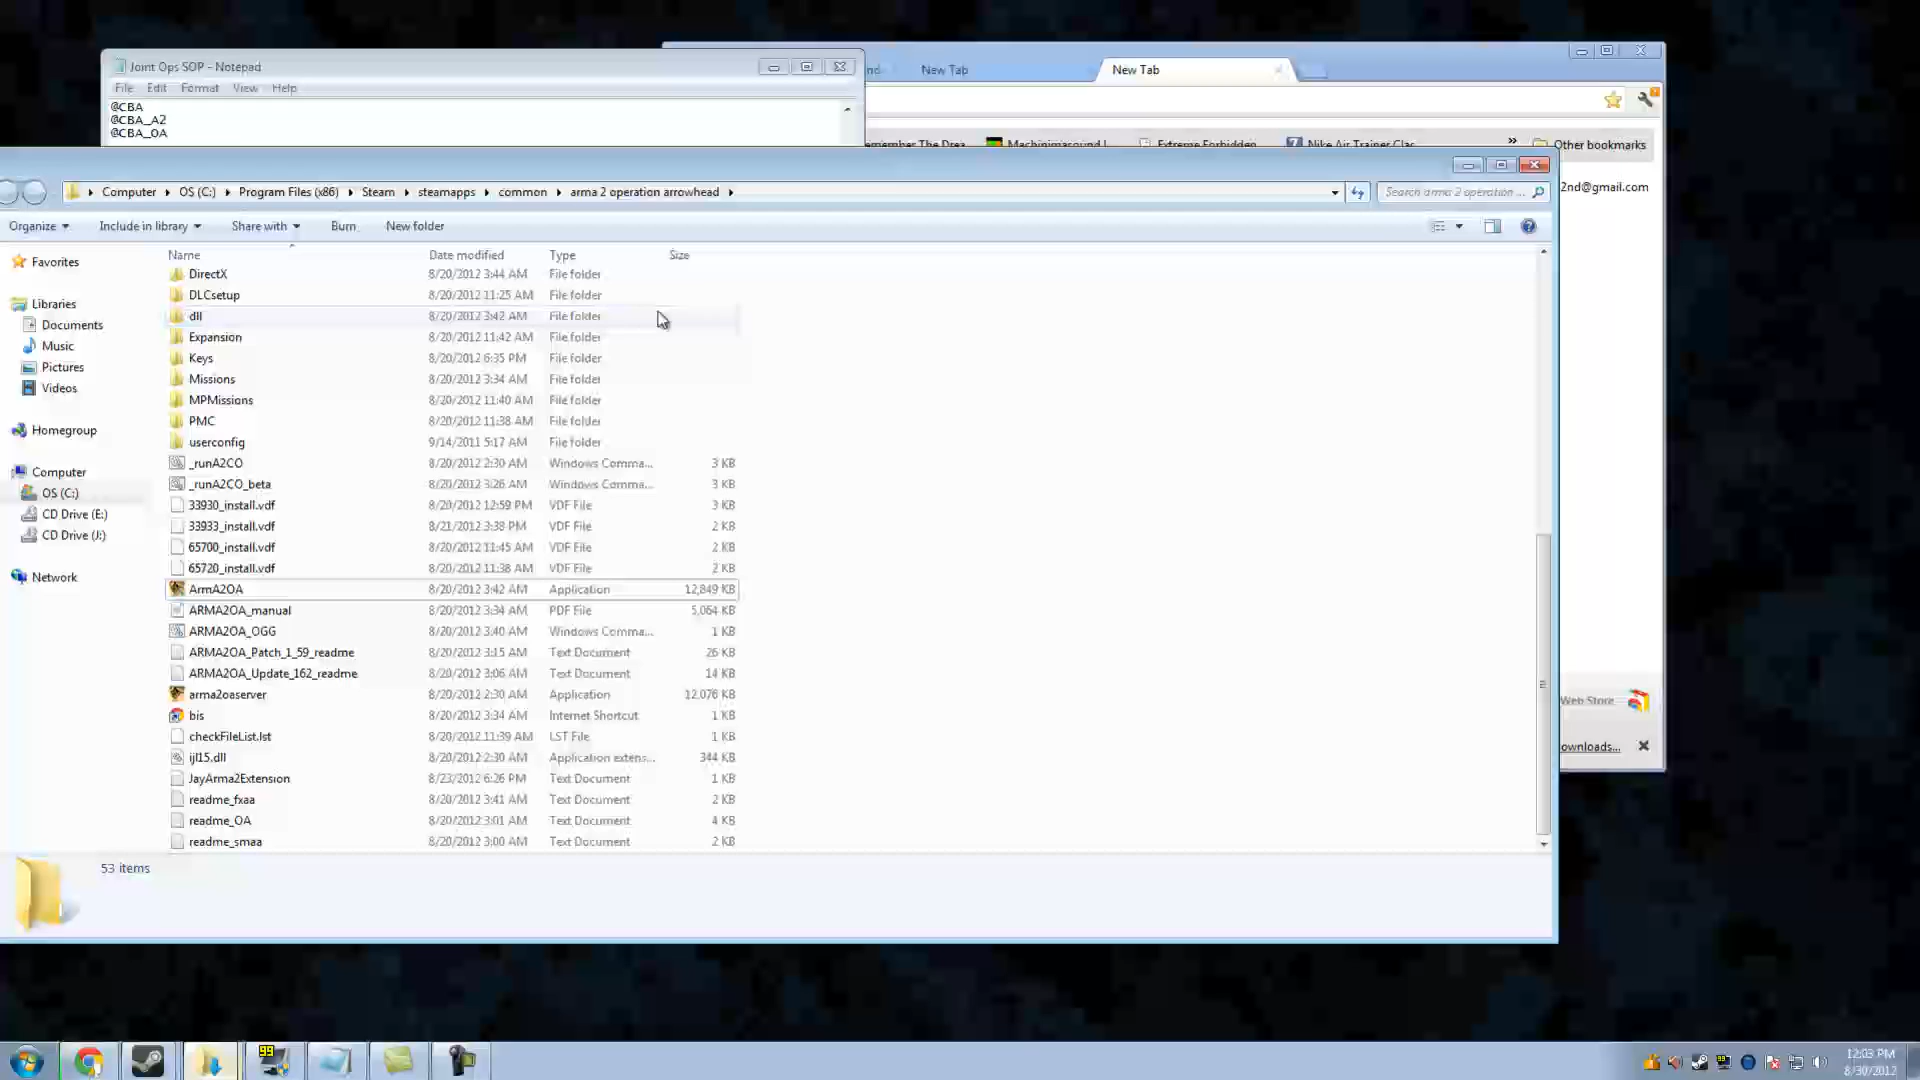 Joint Ops SOP - Notepad
File Edit Format View Help
@CBA
@CBA_A2
@CBA_OA
New Tab
New Tab
Extreme Forbidden
Nike Air Trainer Clas
» Other bookmarks
2nd@gmail.com
Computer OS (C:) Program Files (x86) Steam steamapps common arma 2 operation arrowhead
Search arma 2 operation ...
Organize Include in library Share with Burn New folder
Name Date modified Type Size
Favorites
Libraries
Documents
Music
Pictures
Videos
Homegroup
Computer
OS (C:)
CD Drive (E:)
CD Drive (J:)
Network
DirectX 8/20/2012 3:44 AM File folder
DLCsetup 8/20/2012 11:25 AM File folder
dll 8/20/2012 3:42 AM File folder
Expansion 8/20/2012 11:42 AM File folder
Keys 8/20/2012 6:35 PM File folder
Missions 8/20/2012 3:34 AM File folder
MPMissions 8/20/2012 11:40 AM File folder
PMC 8/20/2012 11:38 AM File folder
userconfig 9/14/2011 5:17 AM File folder
_runA2CO 8/20/2012 2:30 AM Windows Comma... 3 KB
_runA2CO_beta 8/20/2012 3:26 AM Windows Comma... 3 KB
33930_install.vdf 8/20/2012 12:59 PM VDF File 3 KB
33933_install.vdf 8/21/2012 3:38 PM VDF File 2 KB
65700_install.vdf 8/20/2012 11:45 AM VDF File 2 KB
65720_install.vdf 8/20/2012 11:38 AM VDF File 2 KB
ArmA2OA 8/20/2012 3:42 AM Application 12,849 KB
ARMA2OA_manual 8/20/2012 3:34 AM PDF File 5,064 KB
ARMA2OA_OGG 8/20/2012 3:40 AM Windows Comma... 1 KB
ARMA2OA_Patch_1_59_readme 8/20/2012 3:15 AM Text Document 26 KB
ARMA2OA_Update_162_readme 8/20/2012 3:06 AM Text Document 14 KB
arma2oaserver 8/20/2012 2:30 AM Application 12,076 KB
bis 8/20/2012 3:34 AM Internet Shortcut 1 KB
checkFileList.lst 8/20/2012 11:39 AM LST File 1 KB
ijl15.dll 8/20/2012 2:30 AM Application extens... 344 KB
JayArma2Extension 8/23/2012 6:26 PM Text Document 1 KB
readme_fxaa 8/20/2012 3:41 AM Text Document 2 KB
readme_OA 8/20/2012 3:01 AM Text Document 4 KB
readme_smaa 8/20/2012 3:00 AM Text Document 2 KB
53 items
Web Store
ownloads...
99
12:03 PM
8/30/2012